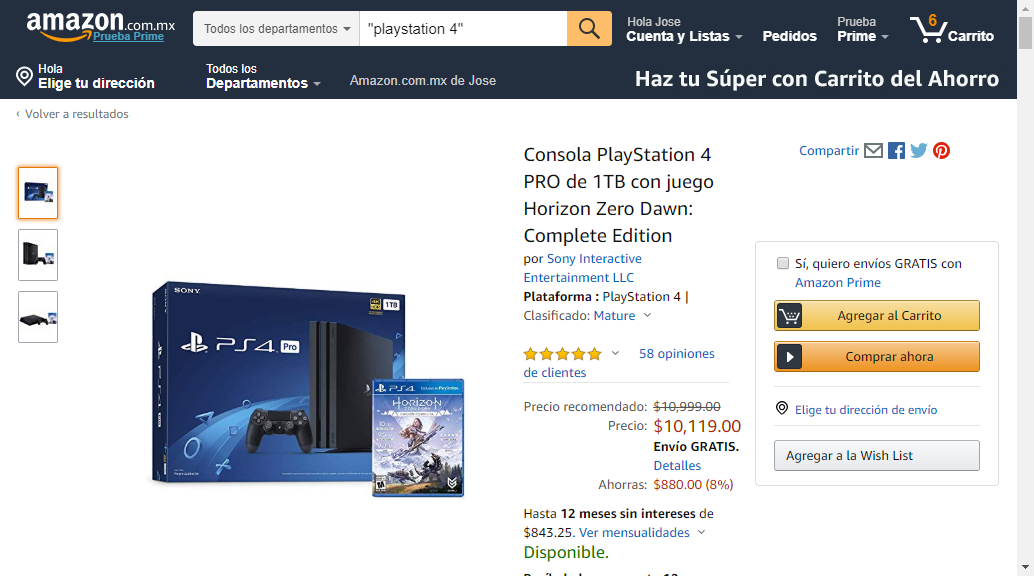 amazon.com.mx
Prueba Prime
Todos los departamentos
"playstation 4"
Hola Jose
Cuenta y Listas
Pedidos
Prueba
Prime
6
Carrito
Hola
Elige tu dirección
Todos los
Departamentos
Amazon.com.mx de Jose
Haz tu Súper con Carrito del Ahorro
‹ Volver a resultados
SONY
4K
HDR
1TB
PS4 Pro
PS4
HORIZON
ZERO DAWN
COMPLETE EDITION
Consola PlayStation 4
PRO de 1TB con juego
Horizon Zero Dawn:
Complete Edition
por Sony Interactive
Entertainment LLC
Plataforma : PlayStation 4 |
Clasificado: Mature
58 opiniones
de clientes
Precio recomendado: $10,999.00
Precio: $10,119.00
Envío GRATIS.
Detalles
Ahorras: $880.00 (8%)
Hasta 12 meses sin intereses de
$843.25. Ver mensualidades
Disponible.
Compartir
Sí, quiero envíos GRATIS con
Amazon Prime
Agregar al Carrito
Comprar ahora
Elige tu dirección de envío
Agregar a la Wish List